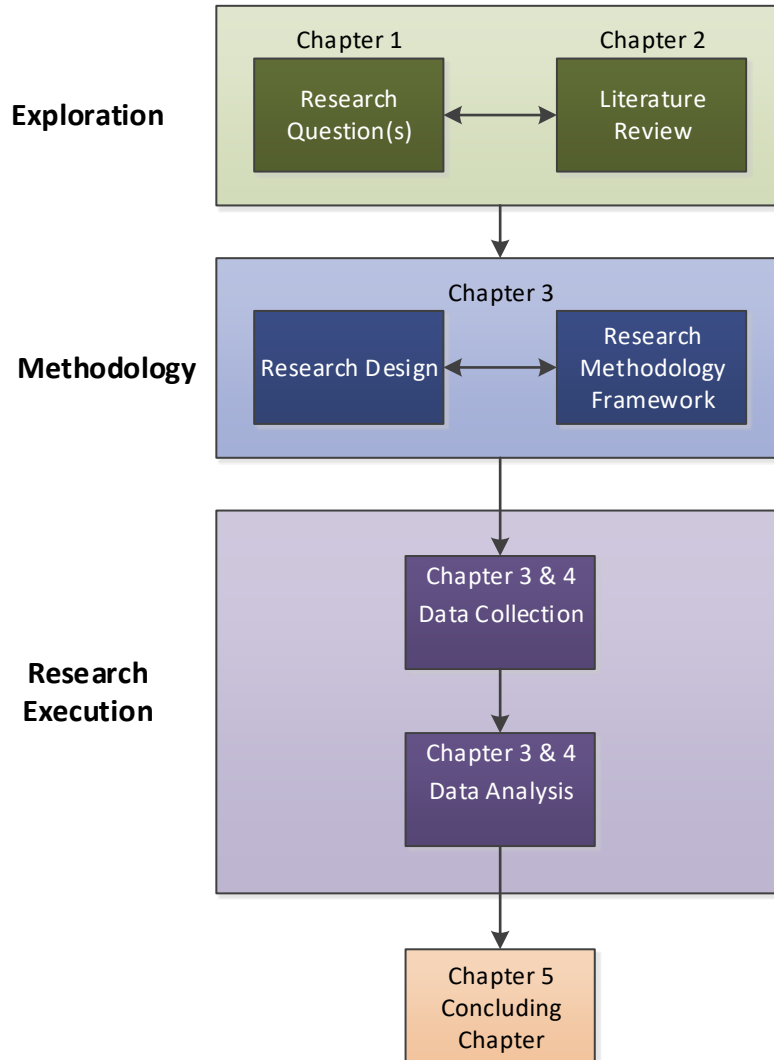 Chapter 1
Chapter 2
Exploration
Research
Question(s)
Literature
Review
Chapter 3
Methodology
Research Design
Research
Methodology
Framework
Chapter 3 & 4
Data Collection
Research
Execution
Chapter 3 & 4
Data Analysis
Chapter 5
Concluding
Chapter